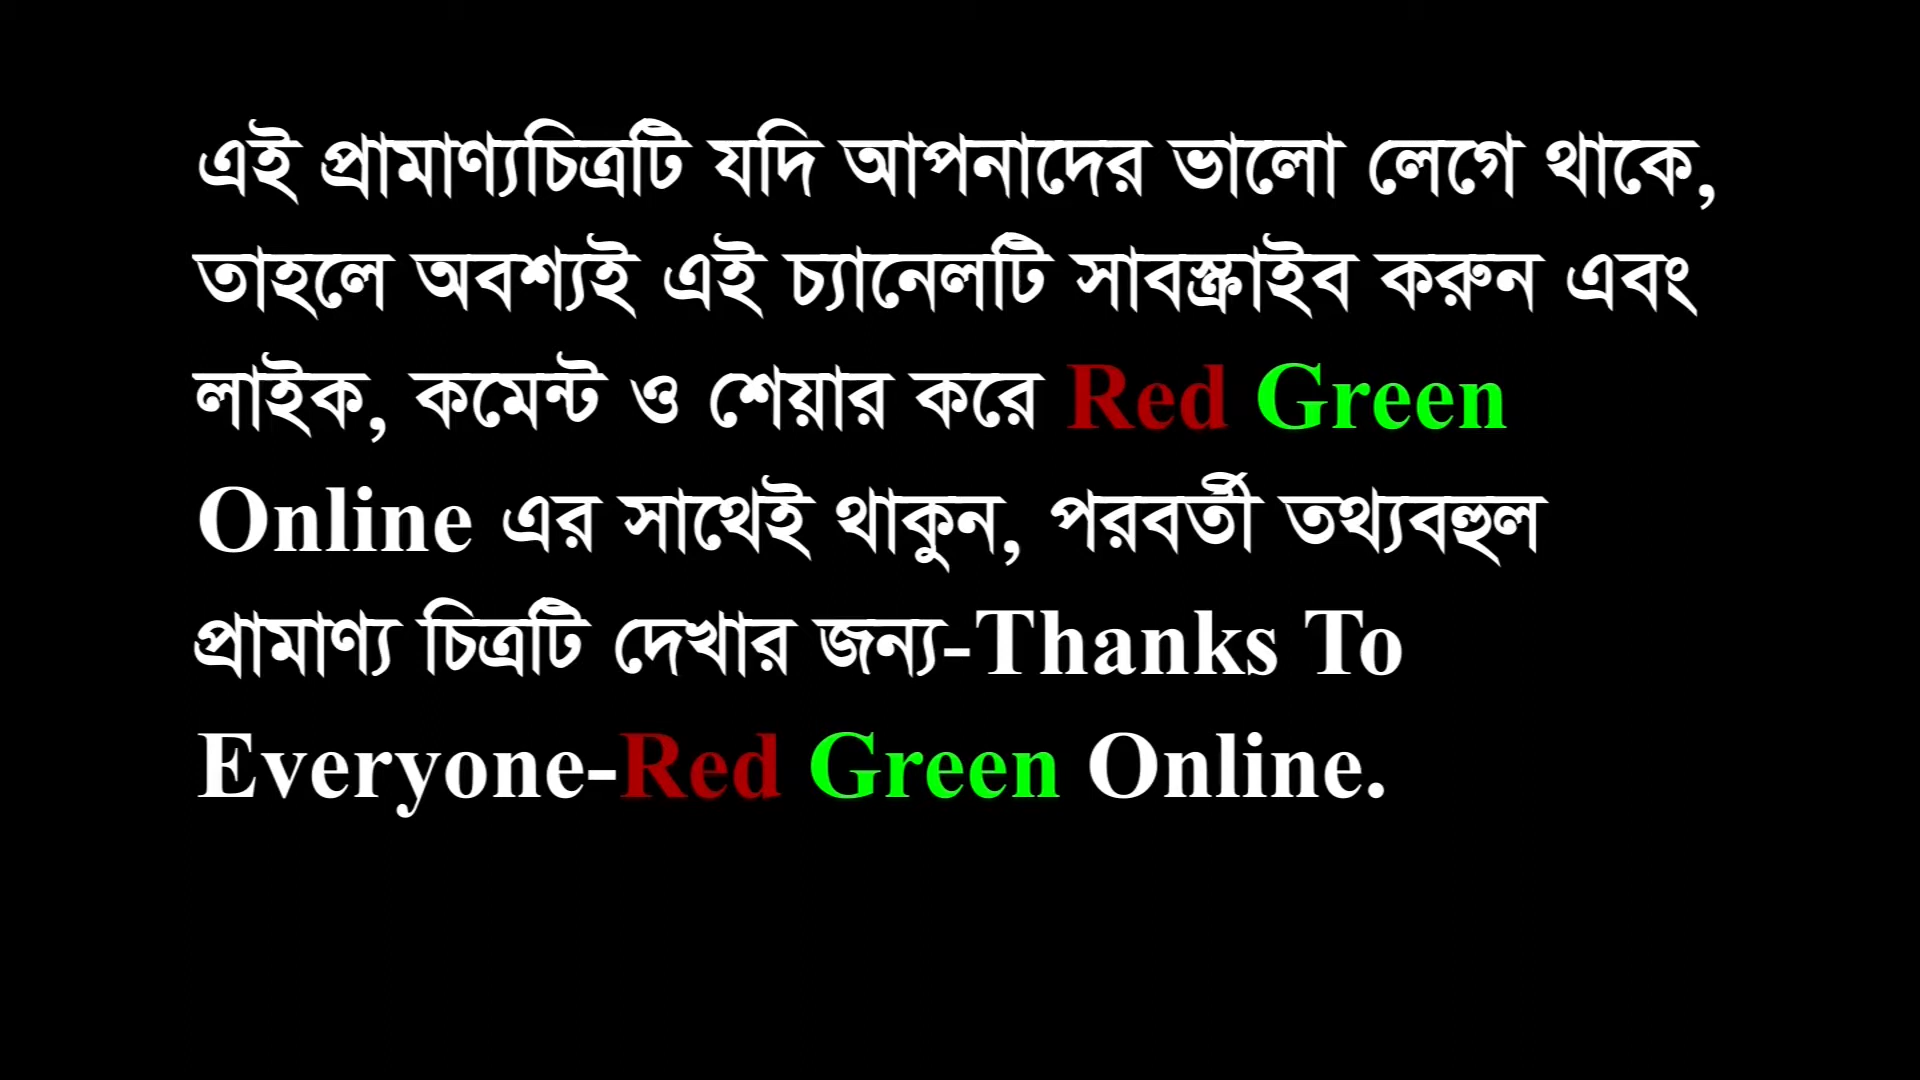 এই প্রামাণ্যচিত্রটি যদি আপনাদের ভালো লেগে থাকে,
তাহলে অবশ্যই এই চ্যানেলটি সাবস্ক্রাইব করুন এবং
লাইক, কমেন্ট ও শেয়ার করে Red Green
Online এর সাথেই থাকুন, পরবর্তী তথ্যবহুল
প্রামাণ্য চিত্রটি দেখার জন্য-Thanks To
Everyone-Red Green Online.